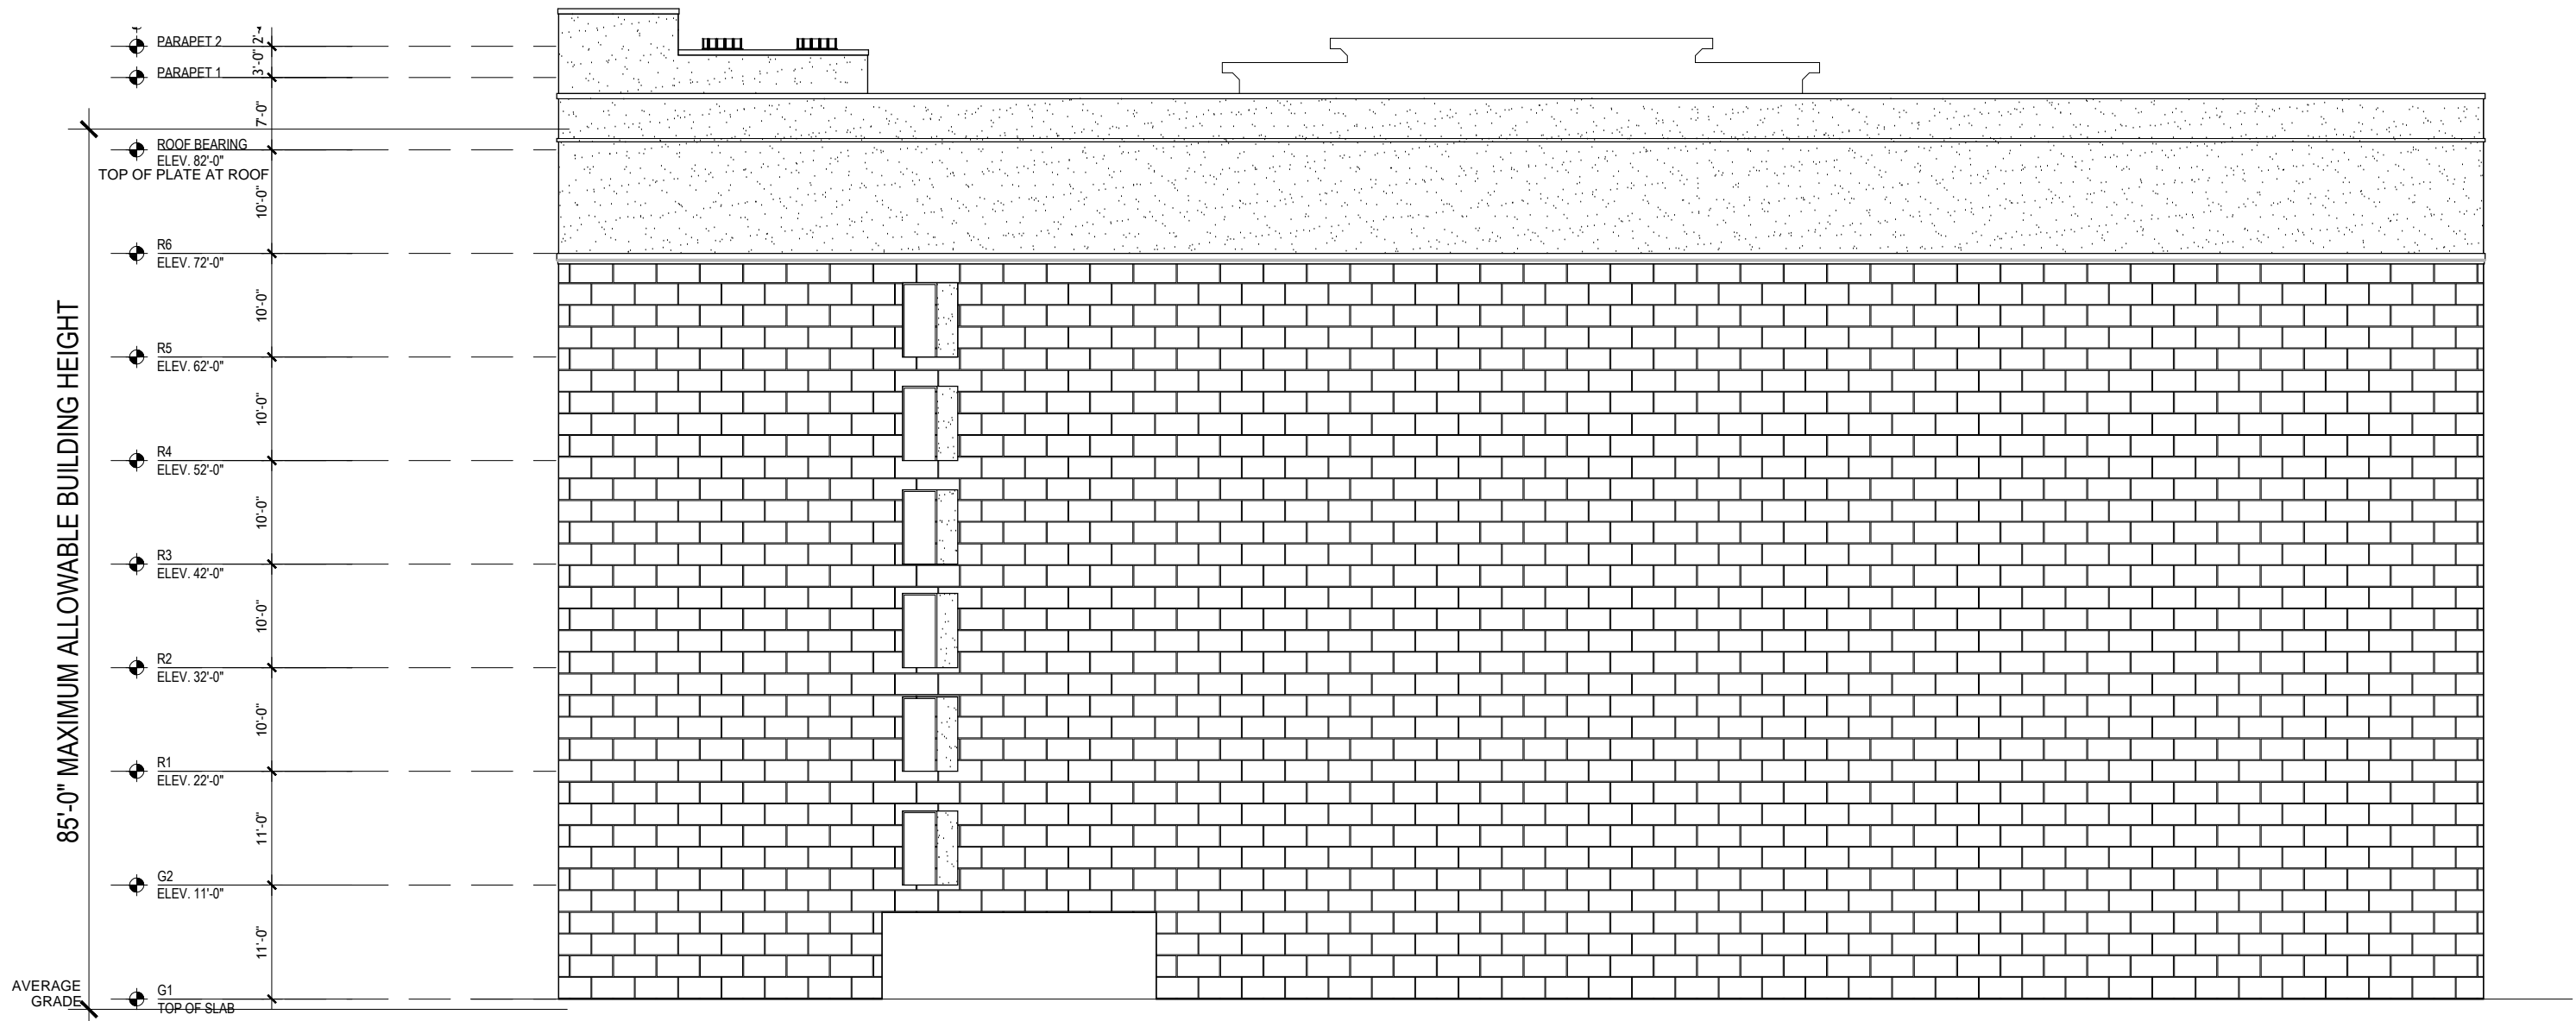 PARAPET 2
PARAPET 1
3'-0"
7'-0"
ROOF BEARING
ELEV. 82'-0"
TOP OF PLATE AT ROOF
10'-0"
R6
ELEV. 72'-0"
10'-0"
R5
ELEV. 62'-0"
10'-0"
R4
ELEV. 52'-0"
10'-0"
R3
ELEV. 42'-0"
10'-0"
R2
ELEV. 32'-0"
10'-0"
R1
ELEV. 22'-0"
11'-0"
G2
ELEV. 11'-0"
11'-0"
G1
TOP OF SLAB
AVERAGE
GRADE
85'-0" MAXIMUM ALLOWABLE BUILDING HEIGHT